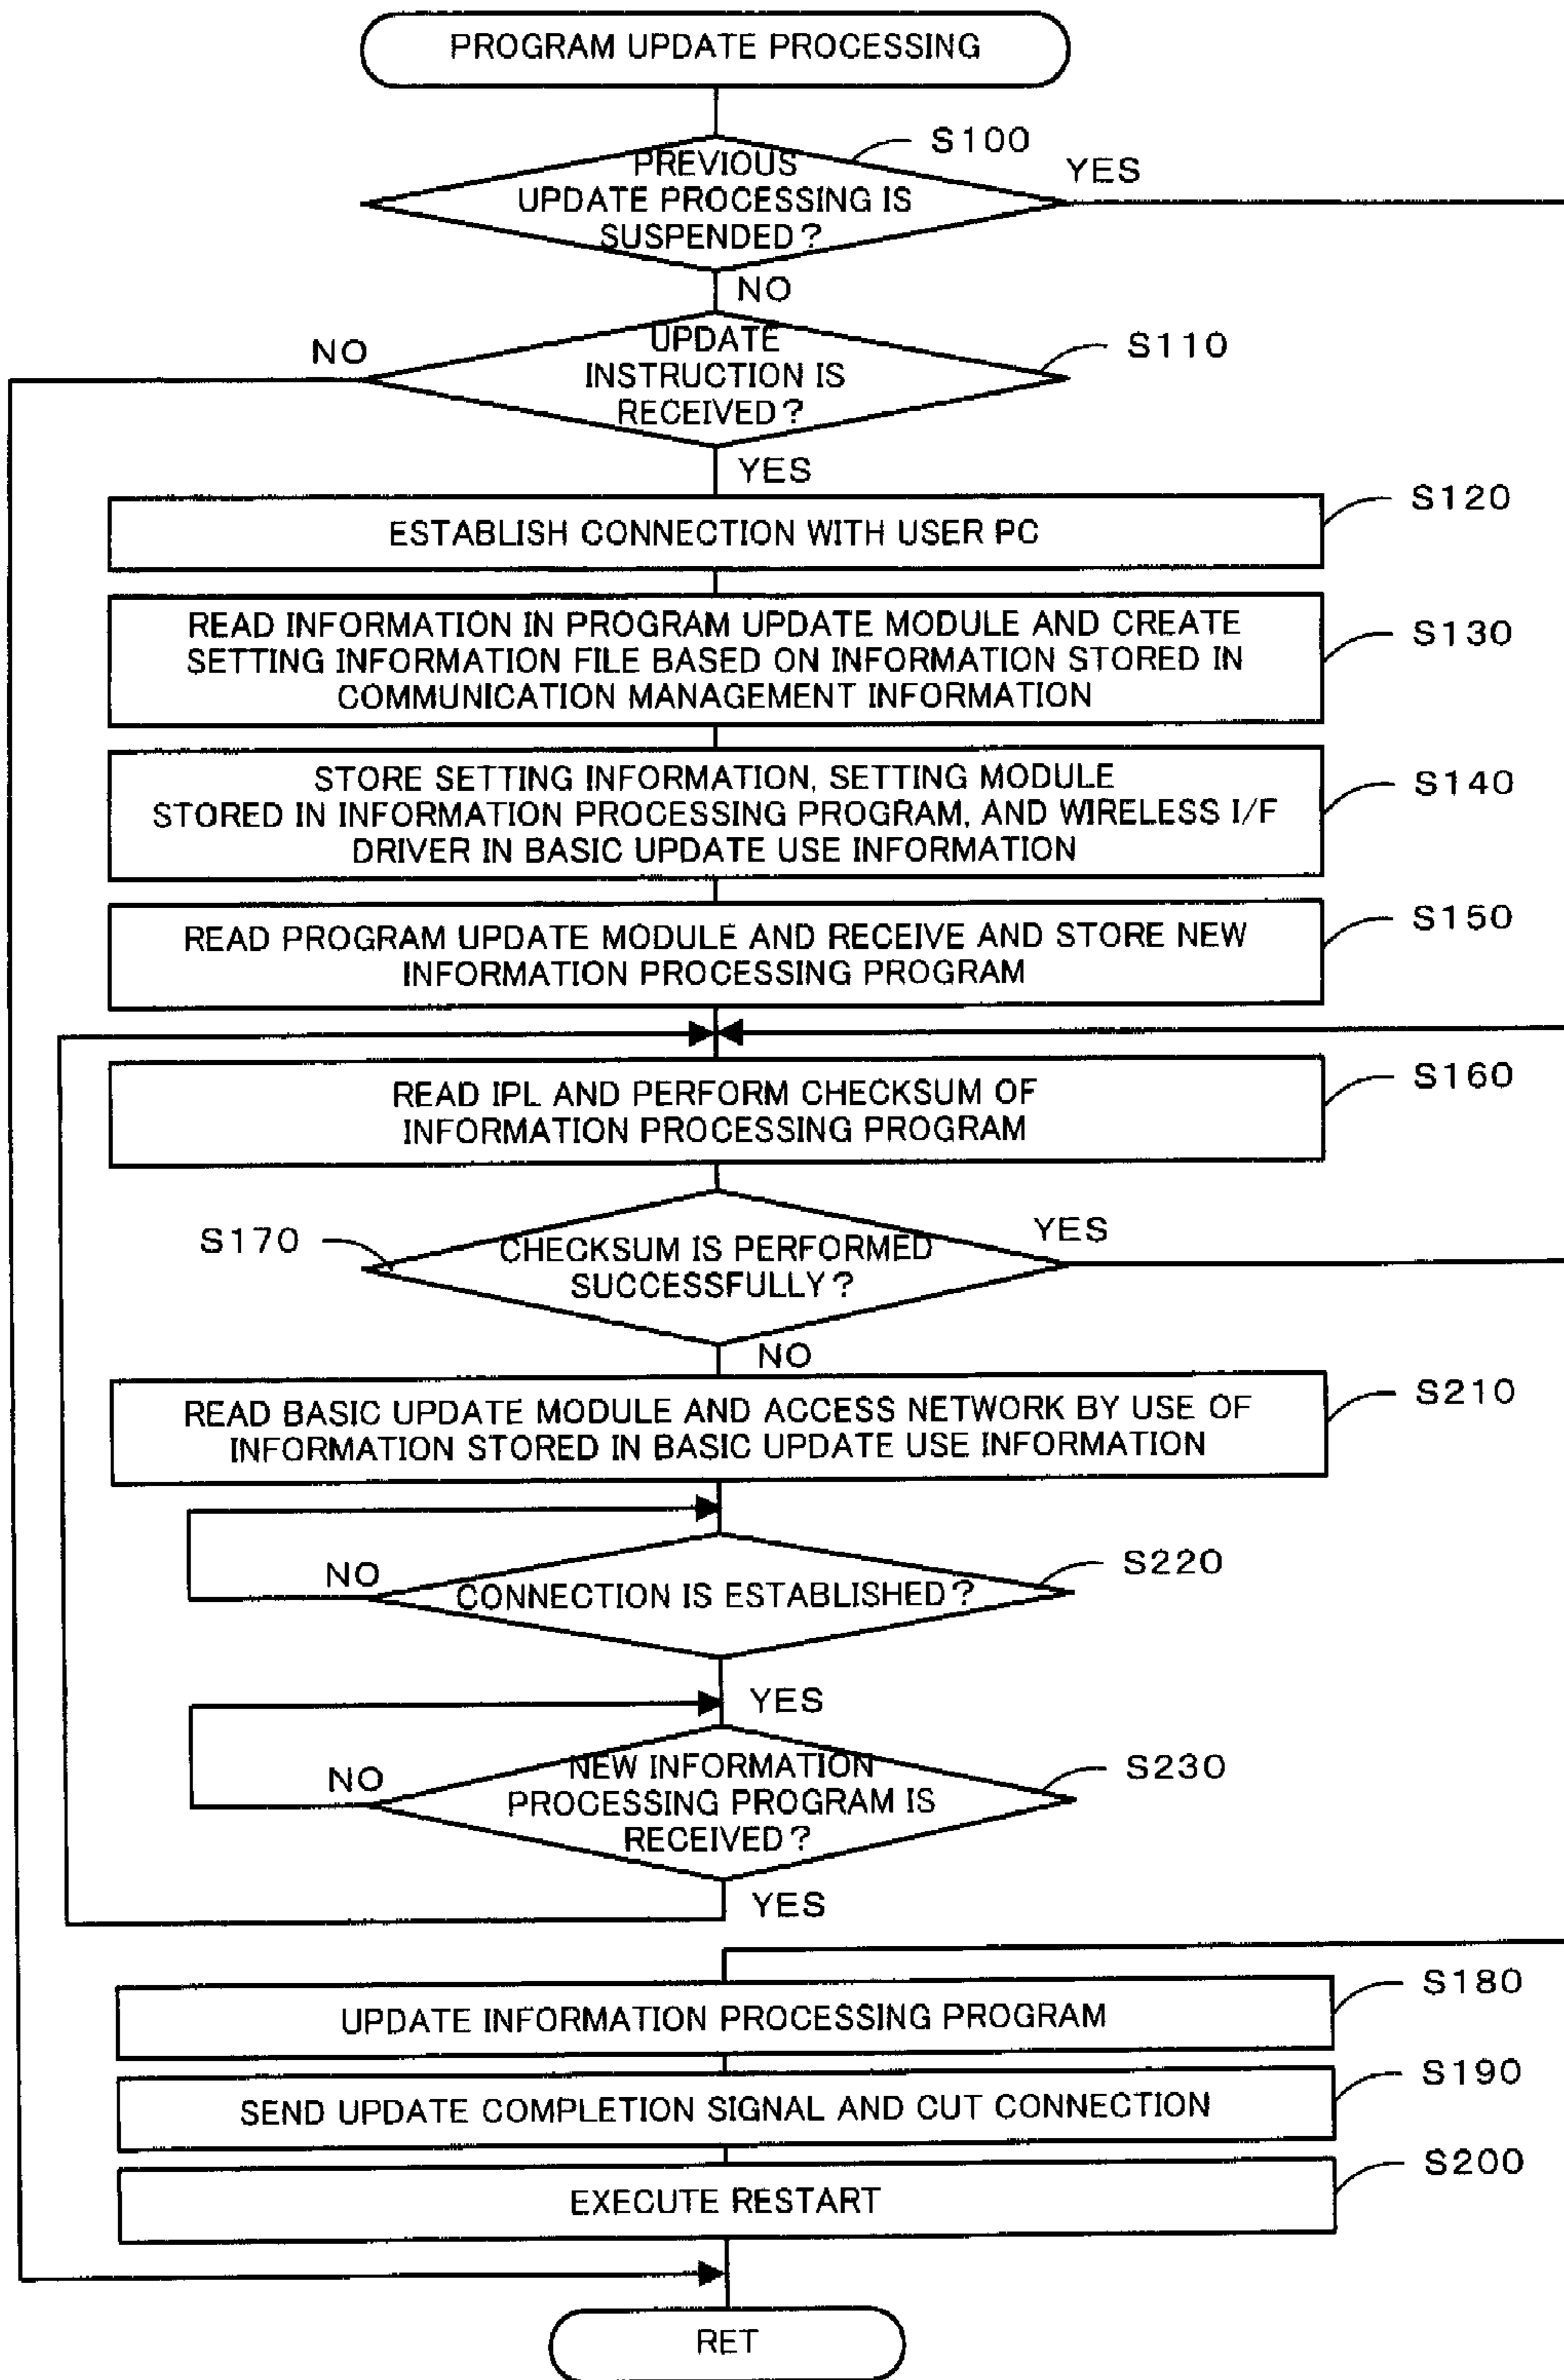 PROGRAM UPDATE PROCESSING
S100
PREVIOUS
UPDATE PROCESSING IS
SUSPENDED?
YES
NO
S110
UPDATE
INSTRUCTION IS
RECEIVED?
NO
YES
S120
ESTABLISH CONNECTION WITH USER PC
S130
READ INFORMATION IN PROGRAM UPDATE MODULE AND CREATE
SETTING INFORMATION FILE BASED ON INFORMATION STORED IN
COMMUNICATION MANAGEMENT INFORMATION
S140
STORE SETTING INFORMATION, SETTING MODULE
STORED IN INFORMATION PROCESSING PROGRAM, AND WIRELESS I/F
DRIVER IN BASIC UPDATE USE INFORMATION
S150
READ PROGRAM UPDATE MODULE AND RECEIVE AND STORE NEW
INFORMATION PROCESSING PROGRAM
S160
READ IPL AND PERFORM CHECKSUM OF
INFORMATION PROCESSING PROGRAM
S170
CHECKSUM IS PERFORMED
SUCCESSFULLY?
YES
NO
S210
READ BASIC UPDATE MODULE AND ACCESS NETWORK BY USE OF
INFORMATION STORED IN BASIC UPDATE USE INFORMATION
S220
NO
CONNECTION IS ESTABLISHED?
YES
S230
NEW INFORMATION
PROCESSING PROGRAM IS
RECEIVED?
NO
YES
S180
UPDATE INFORMATION PROCESSING PROGRAM
S190
SEND UPDATE COMPLETION SIGNAL AND CUT CONNECTION
S200
EXECUTE RESTART
RET